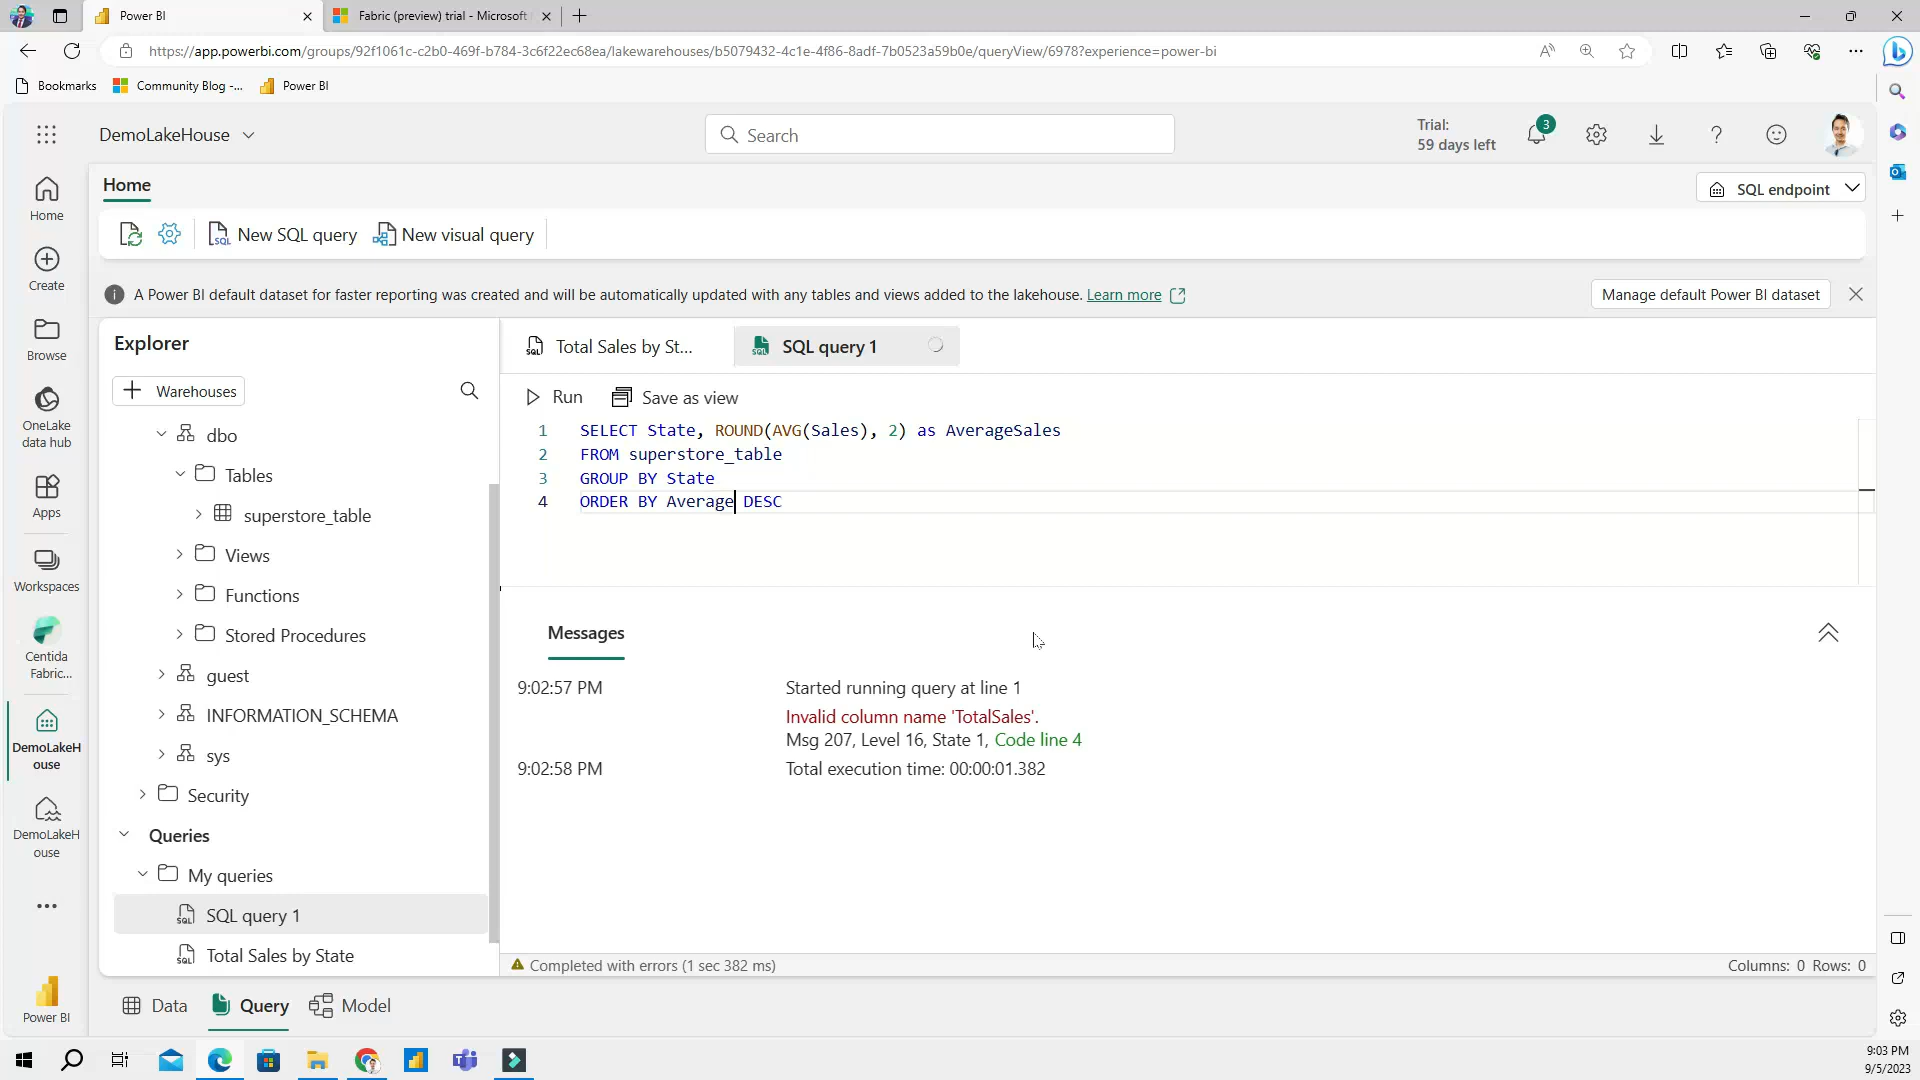 Power BI
Fabric (preview) trial - Microsoft
https://app.powerbi.com/groups/92f1061c-c2b0-469f-b784-3c6f22ec68ea/lakewarehouses/b5079432-4c1e-4f86-8adf-7b0523a59b0e/queryView/6978?experience=power-bi
Bookmarks
Community Blog -...
Power BI
DemoLakeHouse
Search
Trial:
59 days left
3
Home
SQL endpoint
New SQL query
New visual query
A Power BI default dataset for faster reporting was created and will be automatically updated with any tables and views added to the lakehouse. Learn more
Manage default Power BI dataset
Home
Create
Browse
OneLake
data hub
Apps
Workspaces
Centida
Fabric...
DemoLakeH
ouse
DemoLakeH
ouse
Power BI
Explorer
Warehouses
dbo
Tables
superstore_table
Views
Functions
Stored Procedures
guest
INFORMATION_SCHEMA
sys
Security
Queries
My queries
SQL query 1
Total Sales by State
Total Sales by St...
SQL query 1
Run
Save as view
1 SELECT State, ROUND(AVG(Sales), 2) as AverageSales
2 FROM superstore_table
3 GROUP BY State
4 ORDER BY Average DESC
Messages
9:02:57 PM Started running query at line 1
Invalid column name 'TotalSales'.
Msg 207, Level 16, State 1, Code line 4
9:02:58 PM Total execution time: 00:00:01.382
Completed with errors (1 sec 382 ms)
Columns: 0 Rows: 0
Data
Query
Model
9:03 PM
9/5/2023